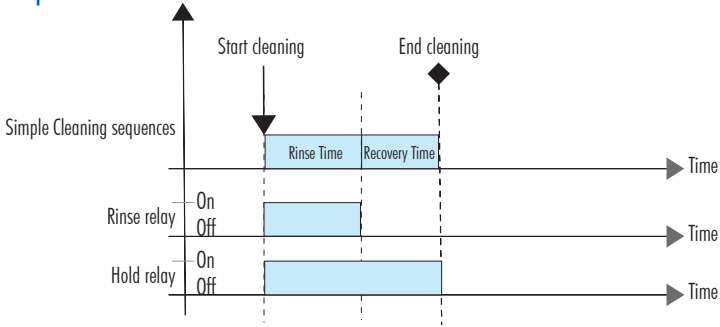 Start cleaning
End cleaning
Simple Cleaning sequences
Rinse Time
Recovery Time
Time
On
Rinse relay
Off
Time
On
Hold relay
Off
Time